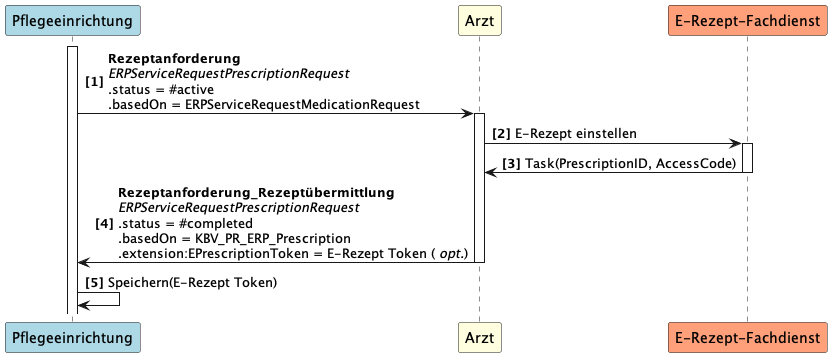 Pflegeeinrichtung
Arzt
E-Rezept-Fachdienst
Rezeptanforderung
ERPServiceRequestPrescriptionRequest
[1]
.status = #active
.basedOn = ERPServiceRequestMedicationRequest
[2] E-Rezept einstellen
[3] Task(PrescriptionID, AccessCode)
Rezeptanforderung_Rezeptübermittlung
ERPServiceRequestPrescriptionRequest
[4] .status = #completed
.basedOn = KBV_PR_ERP_Prescription
.extension:EPrescriptionToken = E-Rezept Token ( opt.)
[5] Speichern(E-Rezept Token)
Pflegeeinrichtung
Arzt
E-Rezept-Fachdienst